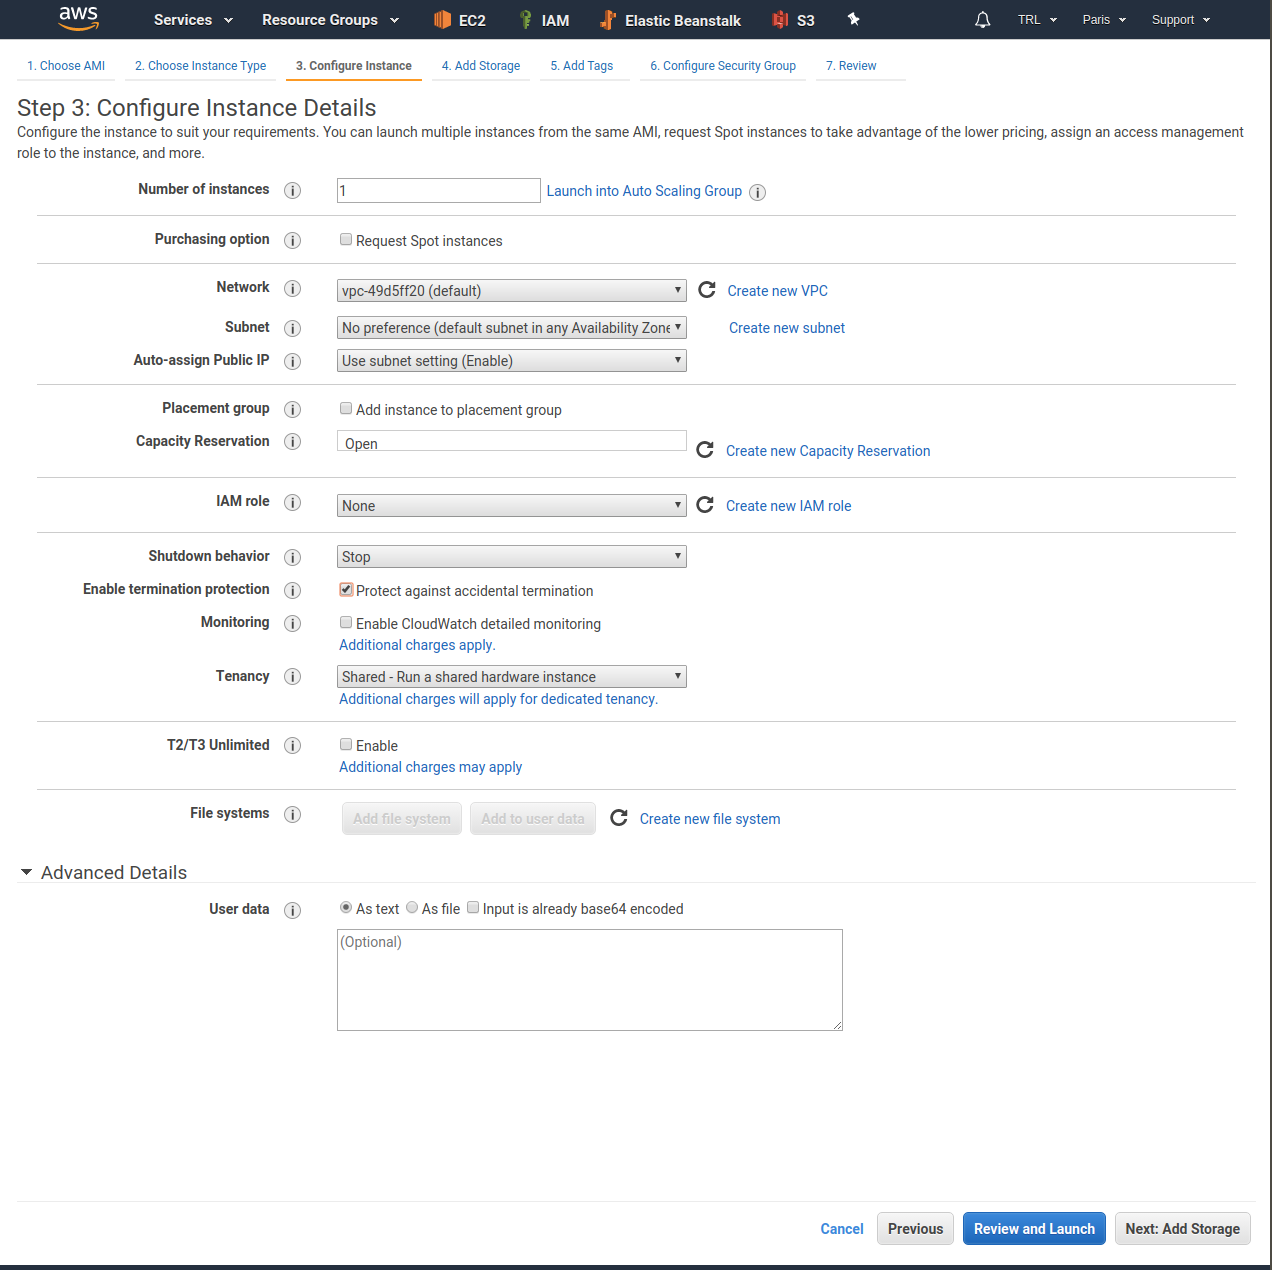 aws Services Resource Groups EC2 IAM Elastic Beanstalk S3 TRL Paris Support
1. Choose AMI 2. Choose Instance Type 3. Configure Instance 4. Add Storage 5. Add Tags 6. Configure Security Group 7. Review
Step 3: Configure Instance Details
Configure the instance to suit your requirements. You can launch multiple instances from the same AMI, request Spot instances to take advantage of the lower pricing, assign an access management
role to the instance, and more.
Number of instances i 1 Launch into Auto Scaling Group i
Purchasing option i Request Spot instances
Network i vpc-49d5ff20 (default) Create new VPC
Subnet i No preference (default subnet in any Availability Zone Create new subnet
Auto-assign Public IP i Use subnet setting (Enable)
Placement group i Add instance to placement group
Capacity Reservation i Open Create new Capacity Reservation
IAM role i None Create new IAM role
Shutdown behavior i Stop
Enable termination protection i Protect against accidental termination
Monitoring i Enable CloudWatch detailed monitoring
Additional charges apply.
Tenancy i Shared - Run a shared hardware instance
Additional charges will apply for dedicated tenancy.
T2/T3 Unlimited i Enable
Additional charges may apply
File systems i Add file system Add to user data Create new file system
Advanced Details
User data i As text As file Input is already base64 encoded
(Optional)
Cancel Previous Review and Launch Next: Add Storage